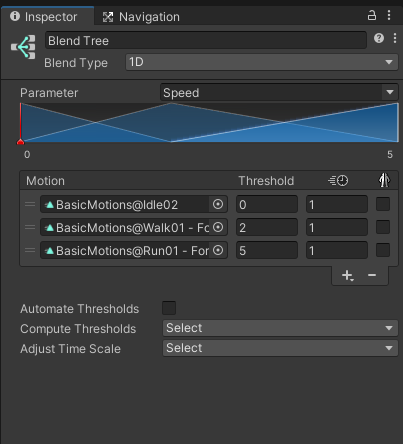 Inspector Navigation
Blend Tree
Blend Type 1D
Parameter Speed
0 5
Motion Threshold
BasicMotions@Idle02 0 1
BasicMotions@Walk01 - Fo 2 1
BasicMotions@Run01 - For 5 1
Automate Thresholds
Compute Thresholds Select
Adjust Time Scale Select